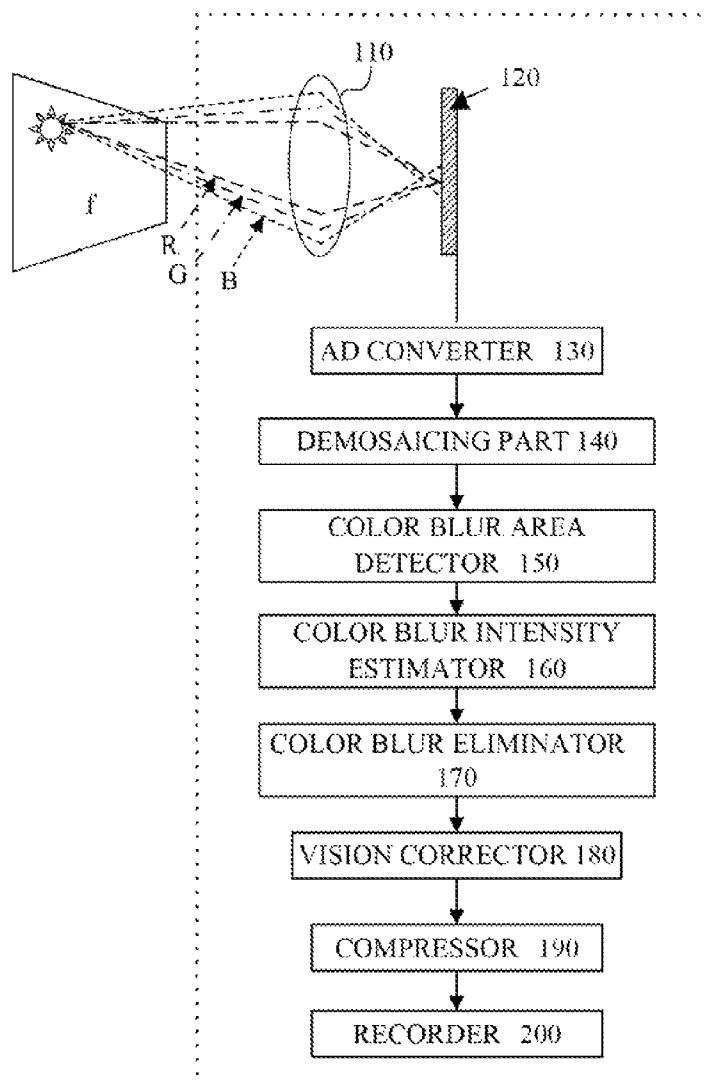 110
120
f
R
G
B
AD CONVERTER 130
DEMOSAICING PART 140
COLOR BLUR AREA
DETECTOR 150
COLOR BLUR INTENSITY
ESTIMATOR 160
COLOR BLUR ELIMINATOR
170
VISION CORRECTOR 180
COMPRESSOR 190
RECORDER 200